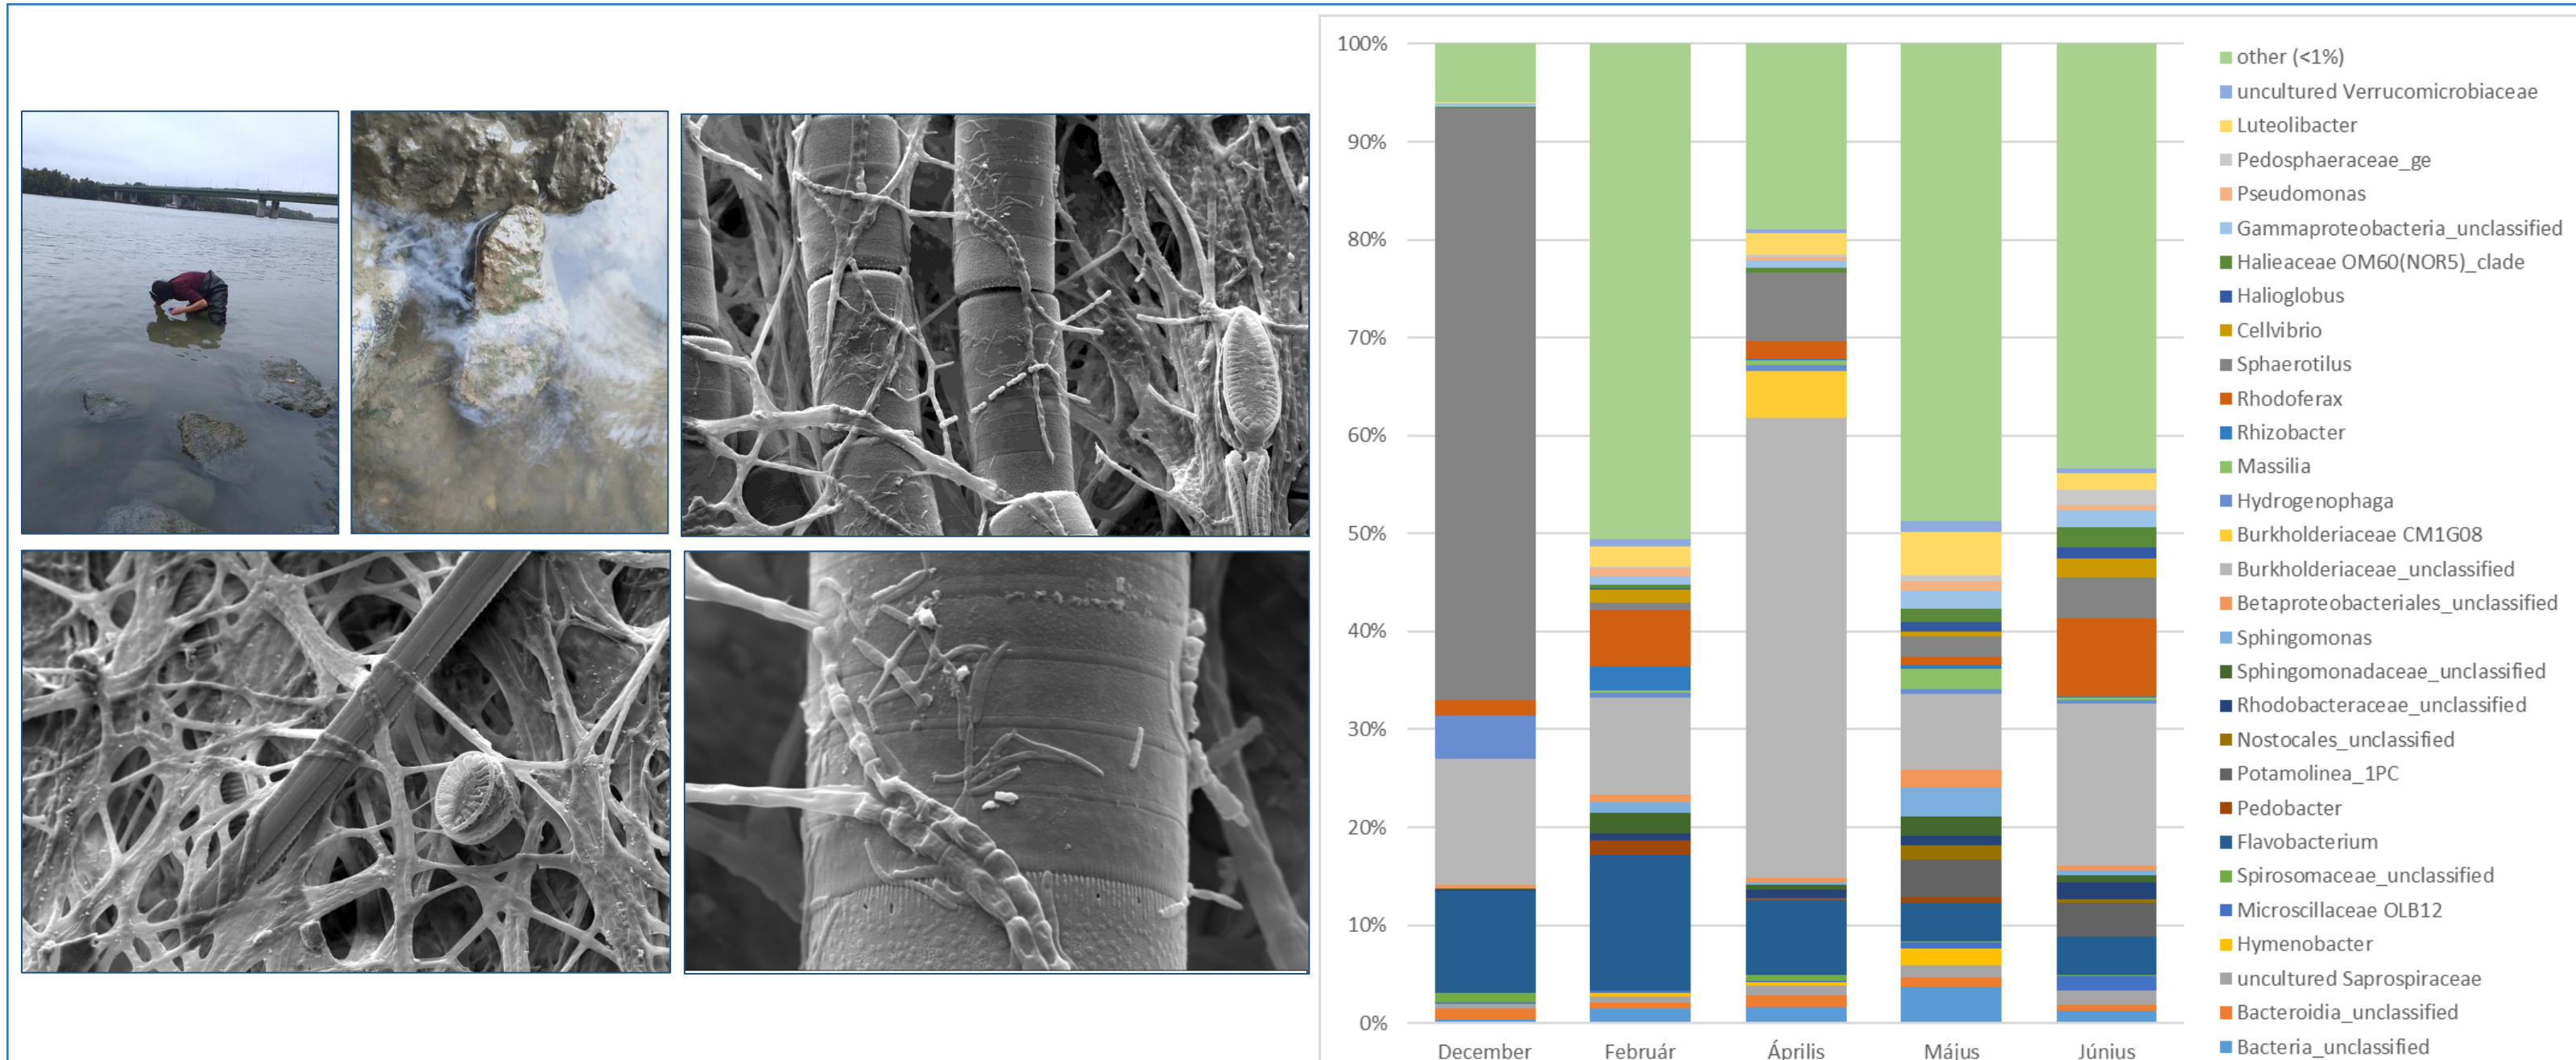 100%
90%
80%
70%
60%
50%
40%
30%
20%
10%
0%
December
Február
Április
Május
Június
other (<1%)
uncultured Verrucomicrobiaceae
Luteolibacter
Pedosphaeraceae_ge
Pseudomonas
Gammaproteobacteria_unclassified
Halieaceae OM60(NOR5)_clade
Halioglobus
Cellvibrio
Sphaerotilus
Rhodoferax
Rhizobacter
Massilia
Hydrogenophaga
Burkholderiaceae CM1G08
Burkholderiaceae_unclassified
Betaproteobacteriales_unclassified
Sphingomonas
Sphingomonadaceae_unclassified
Rhodobacteraceae_unclassified
Nostocales_unclassified
Potamolinea_1PC
Pedobacter
Flavobacterium
Spirosomaceae_unclassified
Microscillaceae OLB12
Hymenobacter
uncultured Saprospiraceae
Bacteroidia_unclassified
Bacteria_unclassified